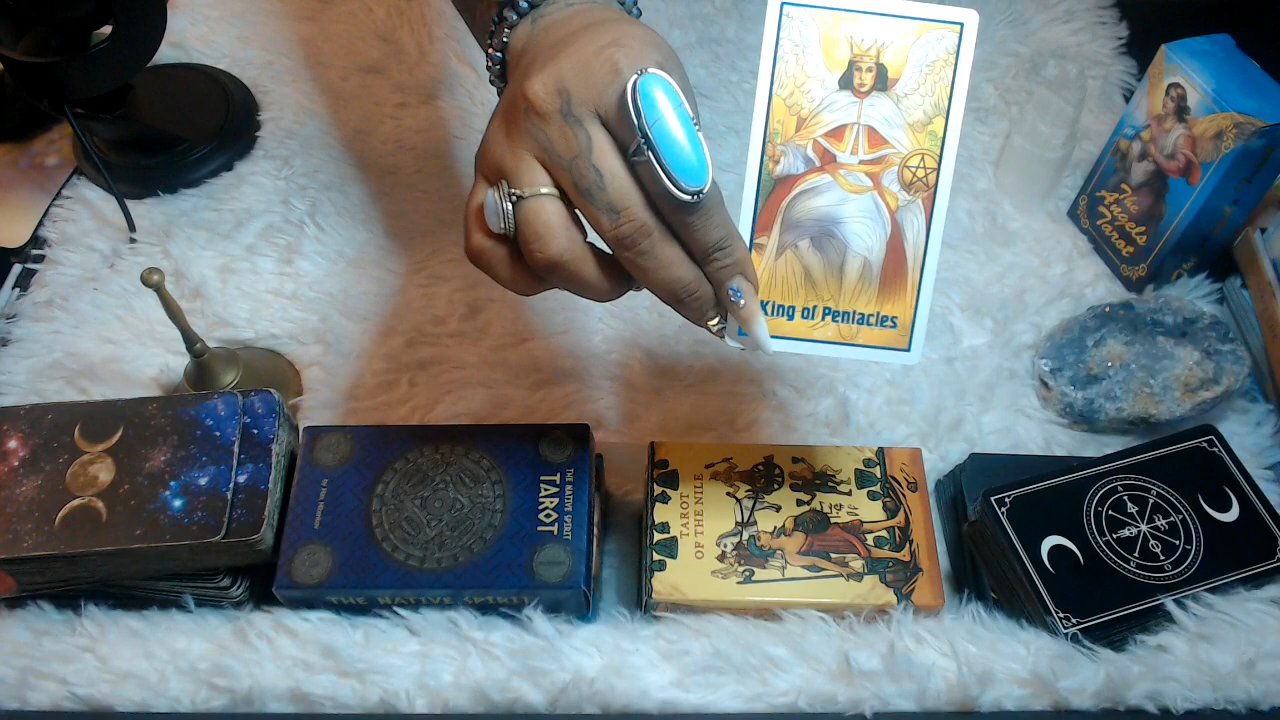 King of Pentacles
The
Angels
Tarot
THE NATIVE SPIRIT
TAROT
THE NATIVE SPIRIT
TAROT
OF THE NILE